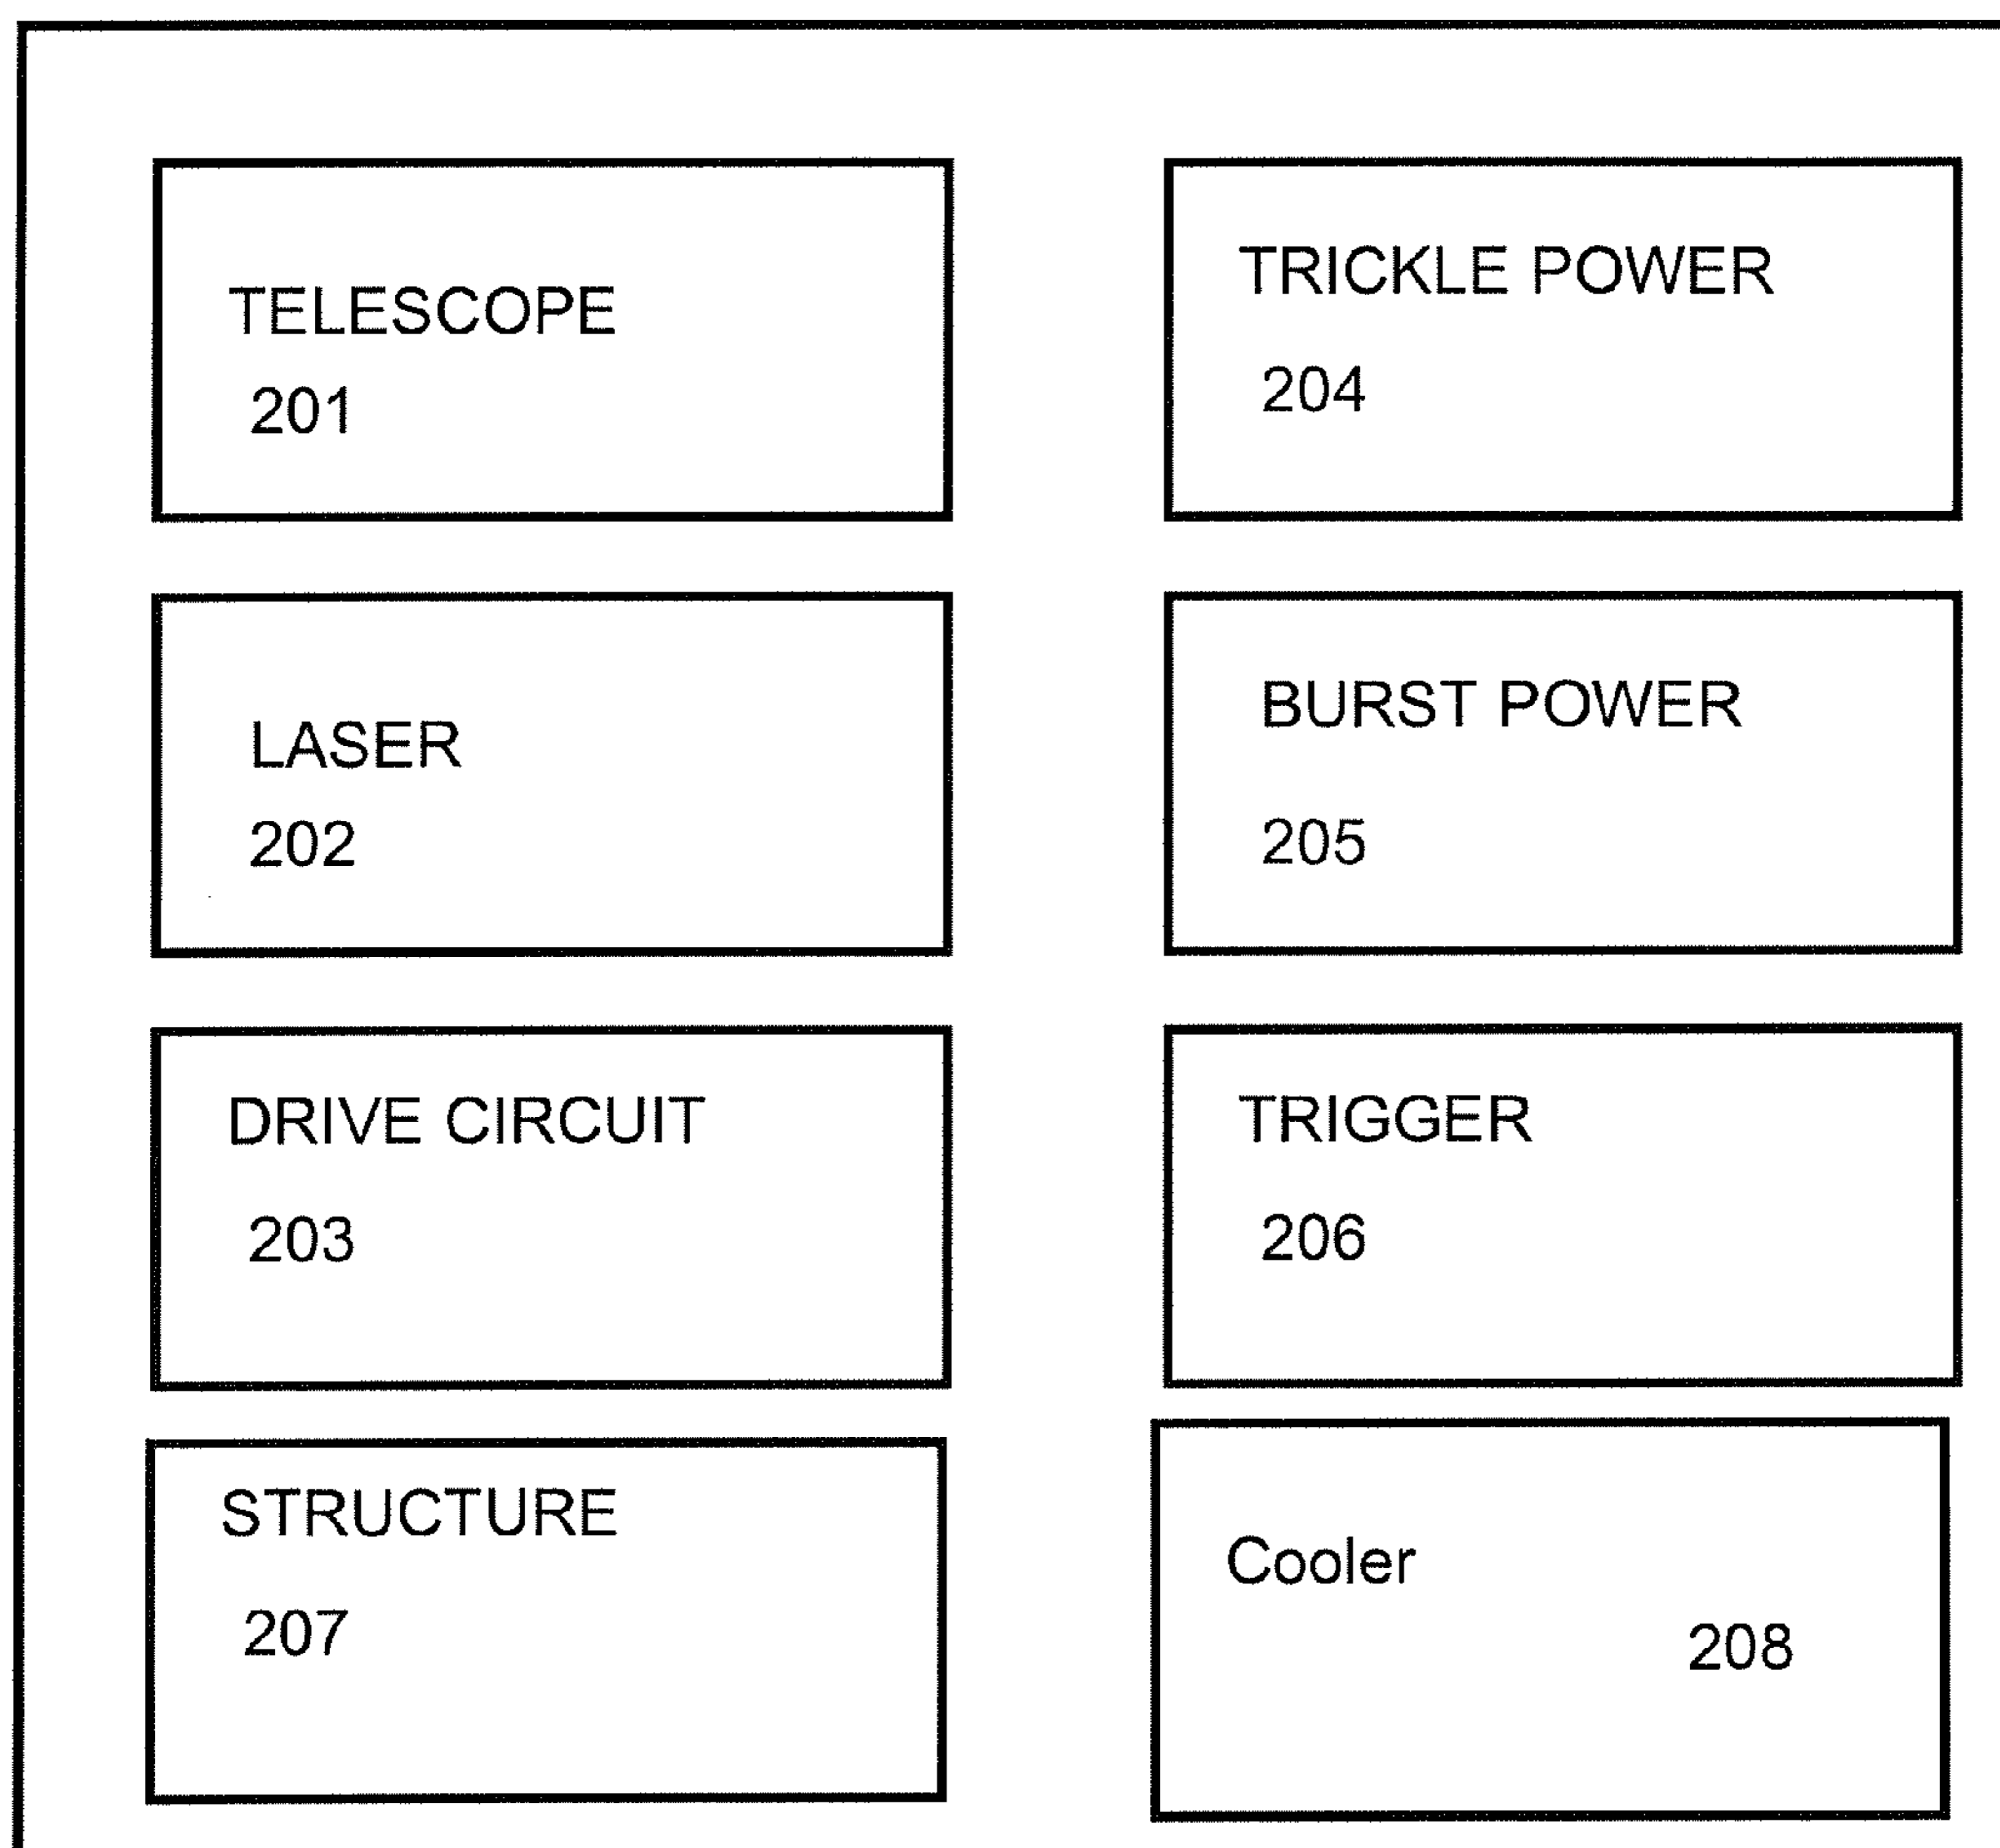 TELESCOPE
201
TRICKLE POWER
204
LASER
202
BURST POWER
205
DRIVE CIRCUIT
203
TRIGGER
206
STRUCTURE
207
Cooler
208